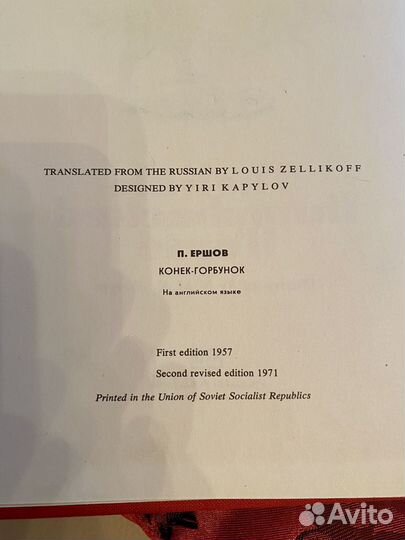 TRANSLATED FROM THE RUSSIAN BY LOUIS ZELLIKOFF
DESIGNED BY YIRI KAPYLOV
П. ЕРШОВ
КОНЕК-ГОРБУНОК
На английском языке
First edition 1957
Second revised edition 1971
Printed in the Union of Soviet Socialist Republics
Avito